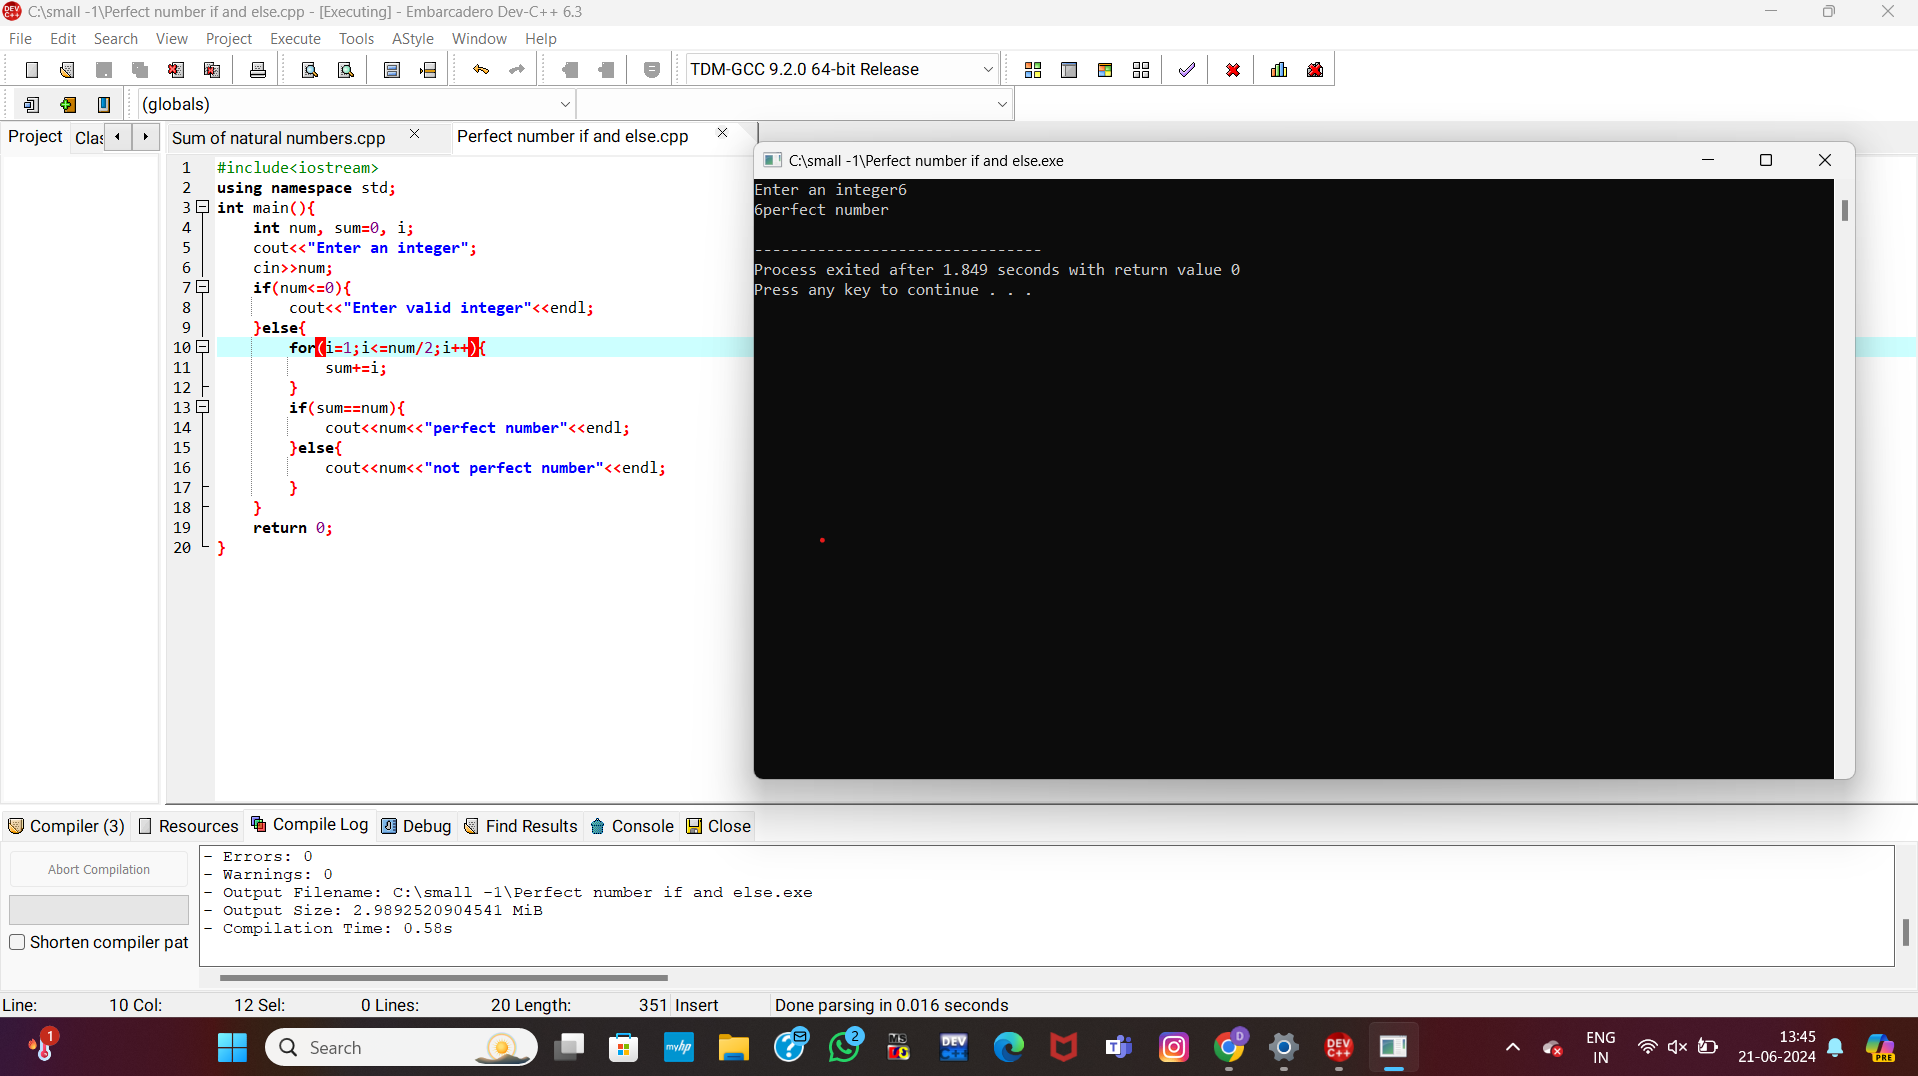 C:\small -1\Perfect number if and else.cpp - [Executing] - Embarcadero Dev-C++ 6.3
File Edit Search View Project Execute Tools AStyle Window Help
TDM-GCC 9.2.0 64-bit Release
(globals)
Project Clas Sum of natural numbers.cpp Perfect number if and else.cpp
1 #include<iostream>
2 using namespace std;
3 int main(){
4 int num, sum=0, i;
5 cout<<"Enter an integer";
6 cin>>num;
7 if(num<=0){
8 cout<<"Enter valid integer"<<endl;
9 }else{
10 for(i=1;i<=num/2;i++){
11 sum+=i;
12 }
13 if(sum==num){
14 cout<<num<<"perfect number"<<endl;
15 }else{
16 cout<<num<<"not perfect number"<<endl;
17 }
18 }
19 return 0;
20 }
C:\small -1\Perfect number if and else.exe
Enter an integer6
6perfect number
--------------------------------
Process exited after 1.849 seconds with return value 0
Press any key to continue . . .
Compiler (3) Resources Compile Log Debug Find Results Console Close
Abort Compilation
Shorten compiler pat
- Errors: 0
- Warnings: 0
- Output Filename: C:\small -1\Perfect number if and else.exe
- Output Size: 2.9892520904541 MiB
- Compilation Time: 0.58s
Line: 10 Col: 12 Sel: 0 Lines: 20 Length: 351 Insert Done parsing in 0.016 seconds
1
Search
myhp
2
DEV C++
D
DEV C++
ENG
IN
13:45
21-06-2024
PRE